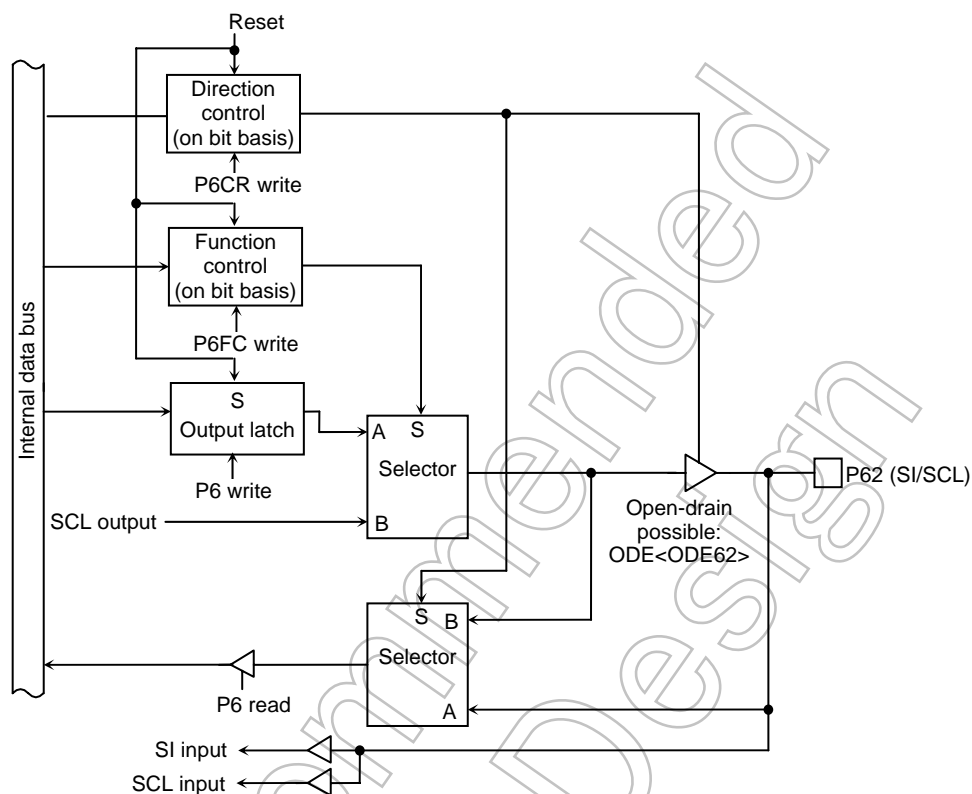 Reset
Direction
control
(on bit basis)
P6CR write
Function
control
(on bit basis)
P6FC write
Internal data bus
S
Output latch
P6 write
A
S
Selector
B
SCL output
P62 (SI/SCL)
Open-drain
possible:
ODE<ODE62>
S
B
Selector
A
P6 read
SI input
SCL input
ommended
Design